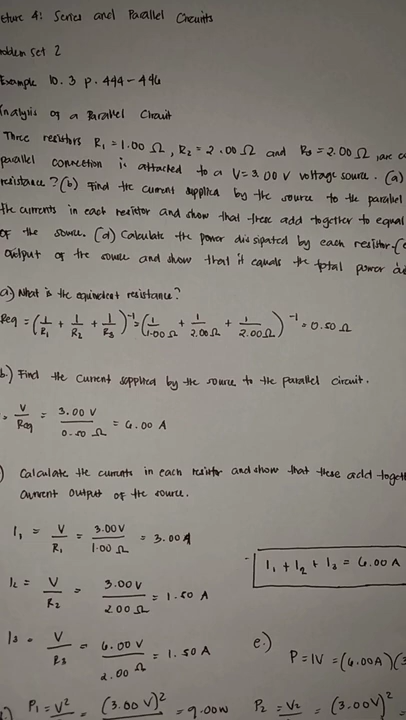 cture 4: Series and Parallel Circuits
roblem Set 2
Example 10.3 p. 444-446
Analysis of a Parallel Circuit
Three resistors R₁ = 1.00 Ω, R₂ = 2.00 Ω and R₃ = 2.00 Ω, are c
parallel connection is attached to a V = 3.00 V voltage source. (a)
resistance? (b) Find the current supplied by the source to the parallel
the currents in each resistor and show that these add together to equal
of the source. (d) Calculate the power dissipated by each resistor. (e
output of the source and show that it equals the total power di
a) What is the equivalent resistance?
Req = (1/R₁ + 1/R₂ + 1/R₃)⁻¹ = (1/1.00 Ω + 1/2.00 Ω + 1/2.00 Ω)⁻¹ = 0.50 Ω
b.) Find the current supplied by the source to the parallel circuit.
= V/Req = 3.00 V/0.50 Ω = 6.00 A
) Calculate the currents in each resistor and show that these add togeth
current output of the source.
I₁ = V/R₁ = 3.00V/1.00 Ω = 3.00 A
I₁ + I₂ + I₃ = 6.00 A
I₂ = V/R₂ = 3.00V/2.00 Ω = 1.50 A
I₃ = V/R₃ = 6.00 V/2.00 Ω = 1.50 A
e.)
P = IV = (6.00A)(3
) P₁ = V² (3.00 V)² = 9.00W P₂ = V² = (3.00V)² =